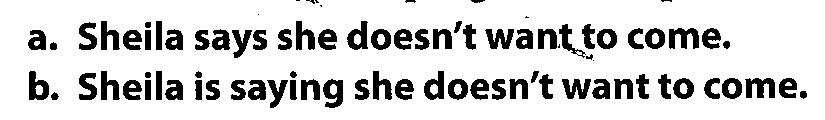 a. Sheila says she doesn't want to come.
b. Sheila is saying she doesn't want to come.